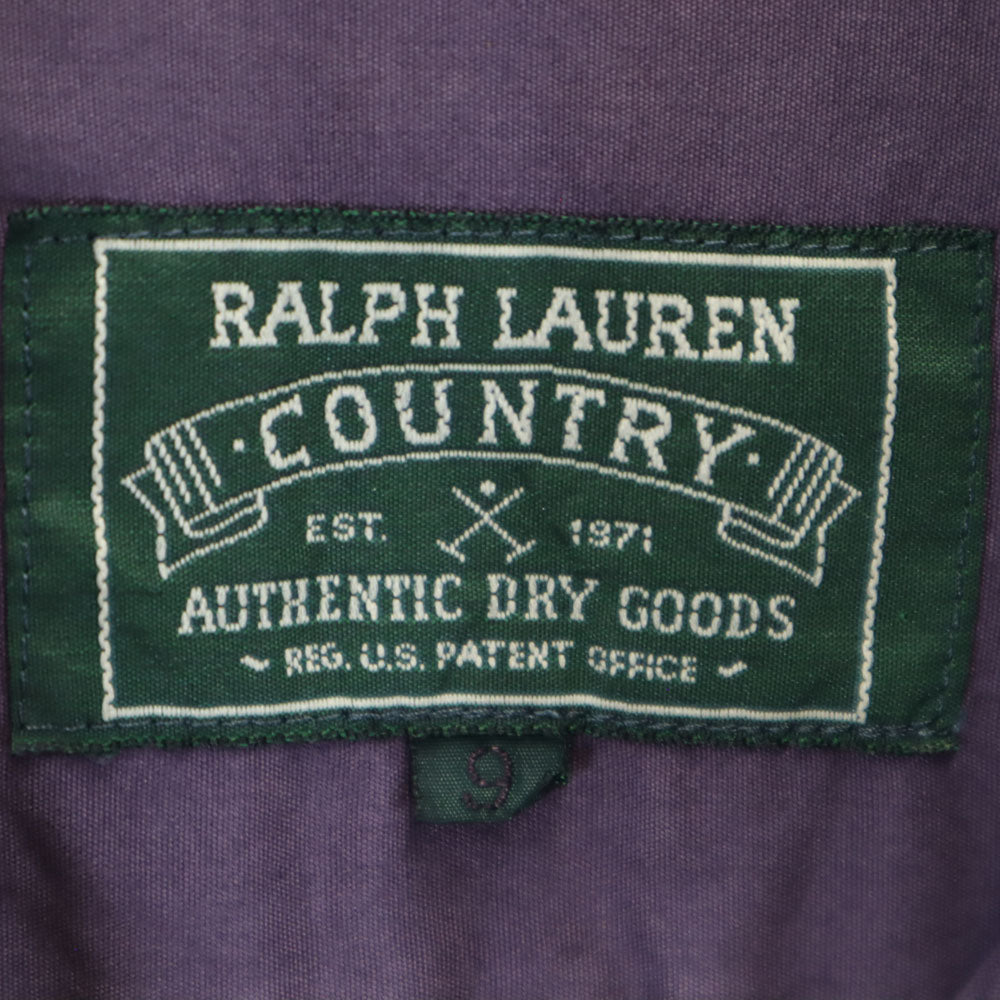 RALPH LAUREN
·COUNTRY·
EST. 1971
AUTHENTIC DRY GOODS
~ REG. U.S. PATENT OFFICE ~
9